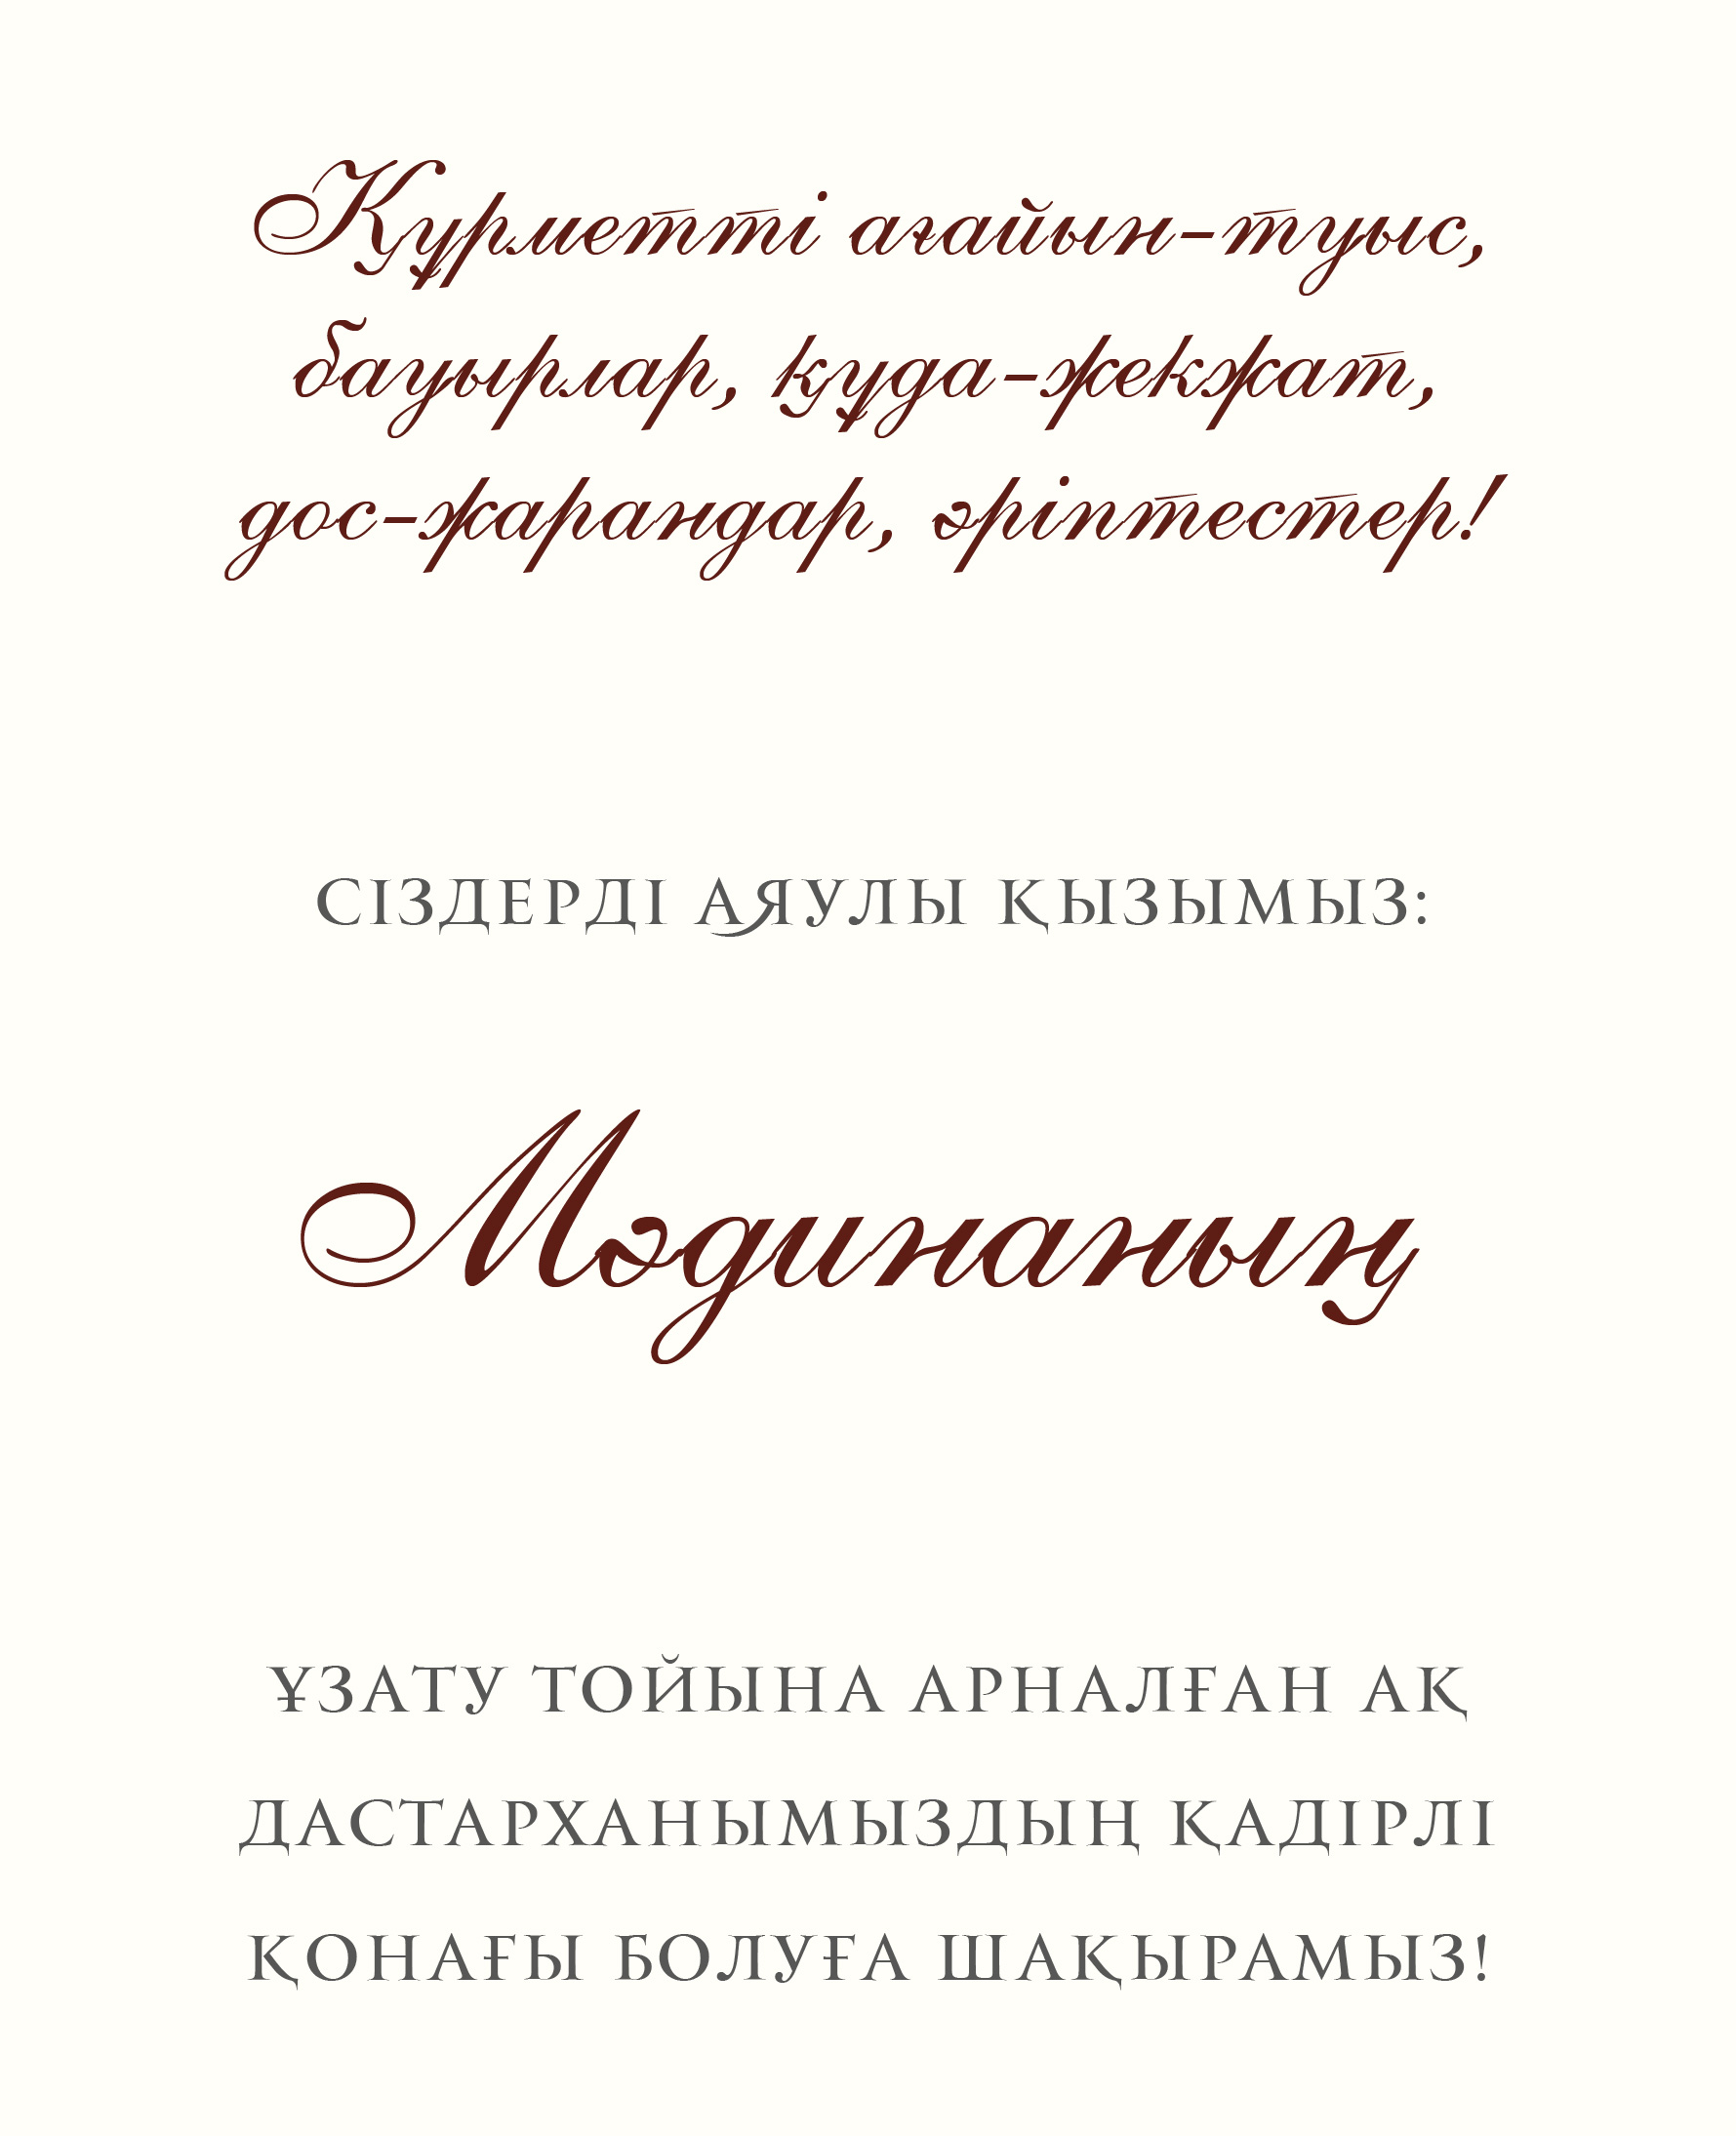 Құрметті ағайын-туыс,
бауырлар, құда-жекжат,
дос-жарандар, әріптестер!
СІЗДЕРДІ АЯУЛЫ ҚЫЗЫМЫЗ:
Мәдинаның
ҰЗАТУ ТОЙЫНА АРНАЛҒАН АҚ
ДАСТАРХАНЫМЫЗДЫҢ ҚАДІРЛІ
ҚОНАҒЫ БОЛУҒА ШАҚЫРАМЫЗ!